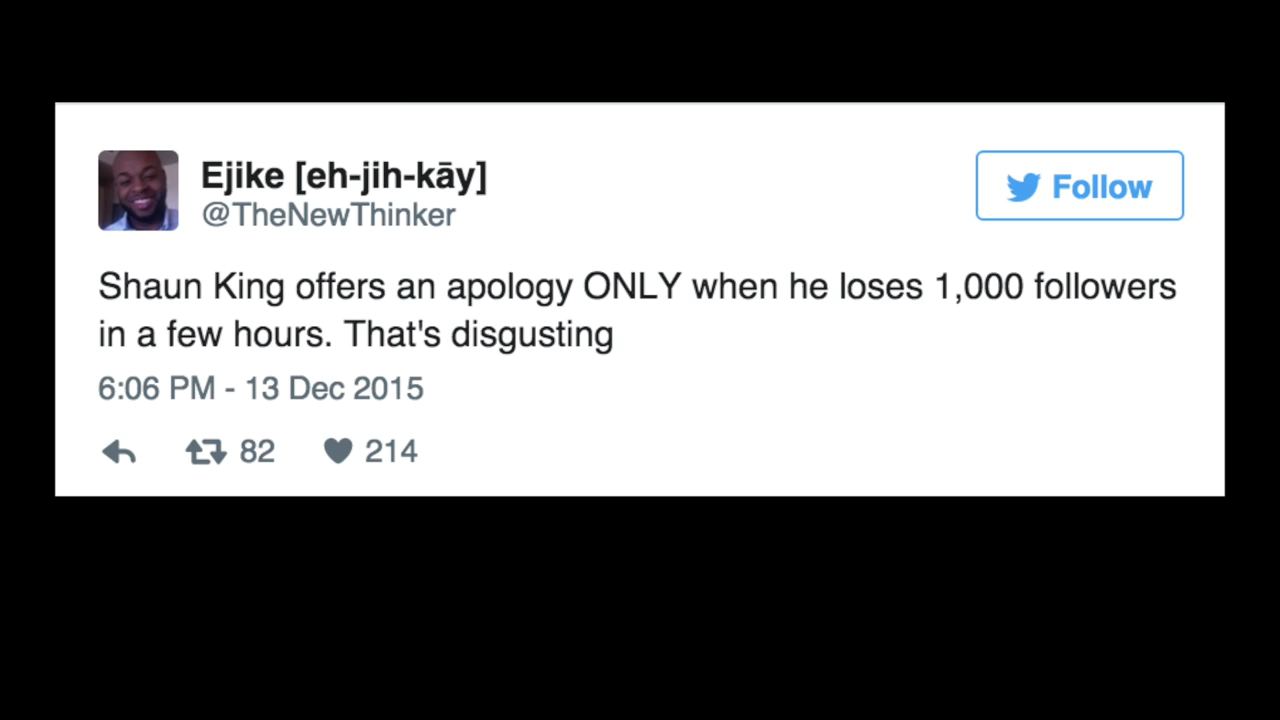 Ejike [eh-jih-kāy]
@TheNewThinker
Follow
Shaun King offers an apology ONLY when he loses 1,000 followers
in a few hours. That's disgusting
6:06 PM - 13 Dec 2015
82 214